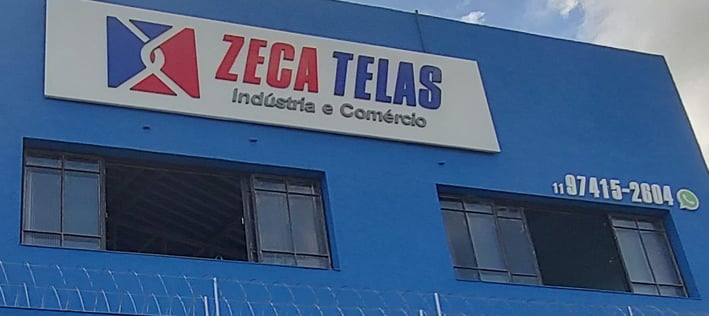 ZECA TELAS
Indústria e Comércio
11 97415-2604